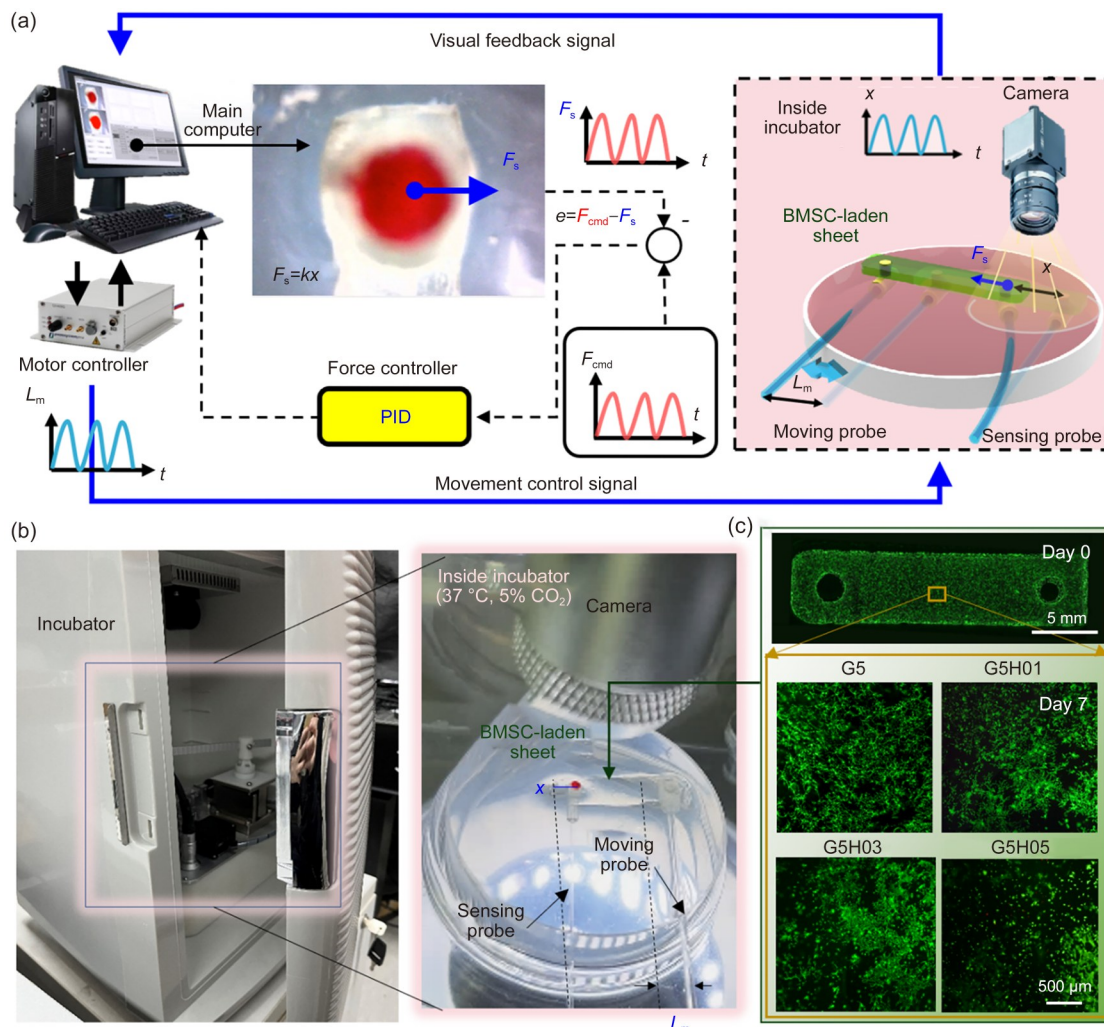 (a)
Visual feedback signal
Main
computer
Fs
t
Fs
e=Fcmd−Fs
-
Fs=kx
Inside
incubator
x
t
Camera
BMSC-laden
sheet
Fs
x
Lm
Moving probe
Sensing probe
Motor controller
Force controller
PID
Fcmd
t
Lm
t
Movement control signal
(b)
Incubator
Inside incubator
(37 °C, 5% CO₂)
Camera
BMSC-laden
sheet
x
Moving
probe
Sensing
probe
(c)
Day 0
5 mm
G5
G5H01
Day 7
G5H03
G5H05
500 μm